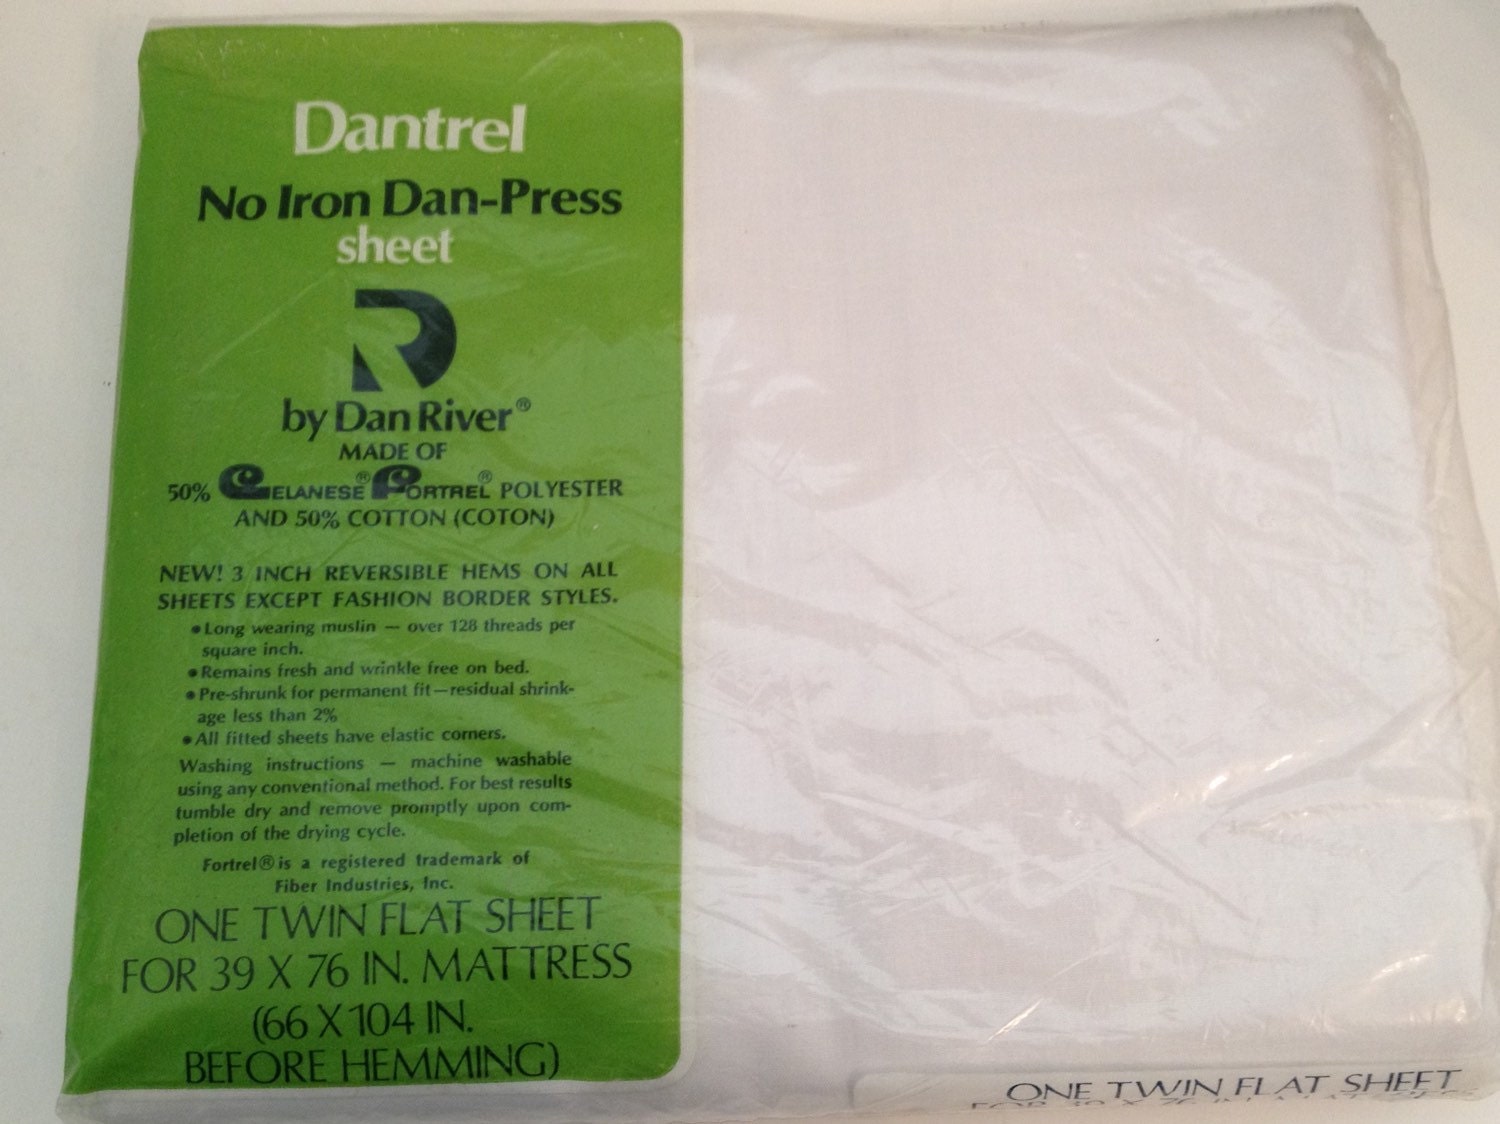 Dantrel
No Iron Dan-Press
sheet
by Dan River®
MADE OF
50% CELANESE® FORTREL® POLYESTER
AND 50% COTTON (COTON)
NEW! 3 INCH REVERSIBLE HEMS ON ALL
SHEETS EXCEPT FASHION BORDER STYLES.
• Long wearing muslin — over 128 threads per
square inch.
• Remains fresh and wrinkle free on bed.
• Pre-shrunk for permanent fit—residual shrink-
age less than 2%
• All fitted sheets have elastic corners.
Washing instructions — machine washable
using any conventional method. For best results
tumble dry and remove promptly upon com-
pletion of the drying cycle.
Fortrel® is a registered trademark of
Fiber Industries, Inc.
ONE TWIN FLAT SHEET
FOR 39 X 76 IN. MATTRESS
(66 X 104 IN.
BEFORE HEMMING)
ONE TWIN FLAT SHEET